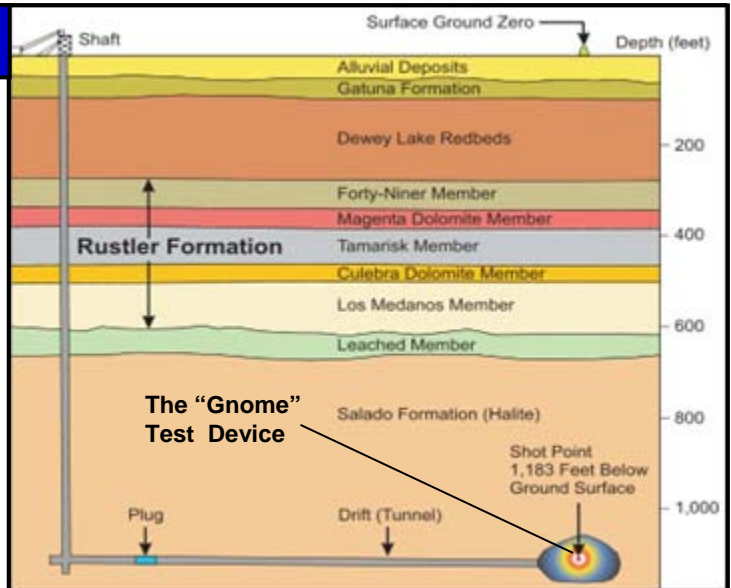 Surface Ground Zero
Shaft
Depth (feet)
Alluvial Deposits
Gatuna Formation
Dewey Lake Redbeds
200
Forty-Niner Member
Magenta Dolomite Member
400
Rustler Formation
Tamarisk Member
Culebra Dolomite Member
Los Medanos Member
600
Leached Member
The “Gnome”
Test Device
Salado Formation (Halite)
800
Shot Point
1,183 Feet Below
Ground Surface
1,000
Plug
Drift (Tunnel)